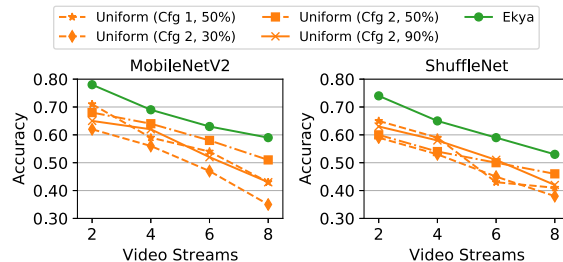 Uniform (Cfg 1, 50%) Uniform (Cfg 2, 50%) Ekya
Uniform (Cfg 2, 30%) Uniform (Cfg 2, 90%)
MobileNetV2 ShuffleNet
0.80 0.80
0.70 0.70
0.60 0.60
0.50 0.50
0.40 0.40
0.30 0.30
Accuracy Accuracy
2 4 6 8 2 4 6 8
Video Streams Video Streams